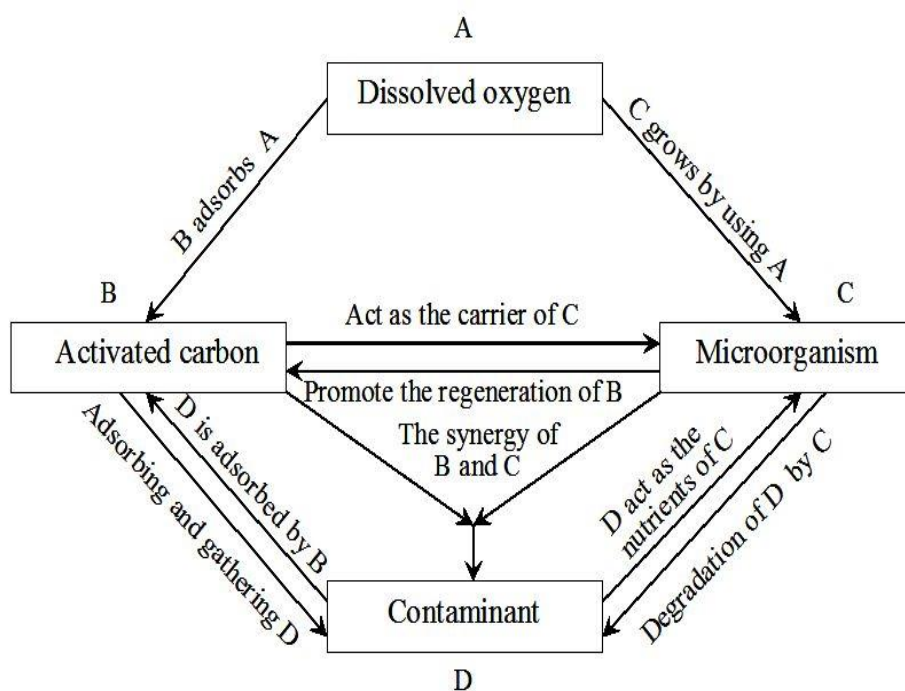 A
Dissolved oxygen
B adsorbs A
C grows by using A
B
C
Activated carbon
Act as the carrier of C
Microorganism
Promote the regeneration of B
The synergy of
B and C
Adsorbing and gathering D
D is adsorbed by B
D act as the
nutrients of C
Degradation of D by C
Contaminant
D